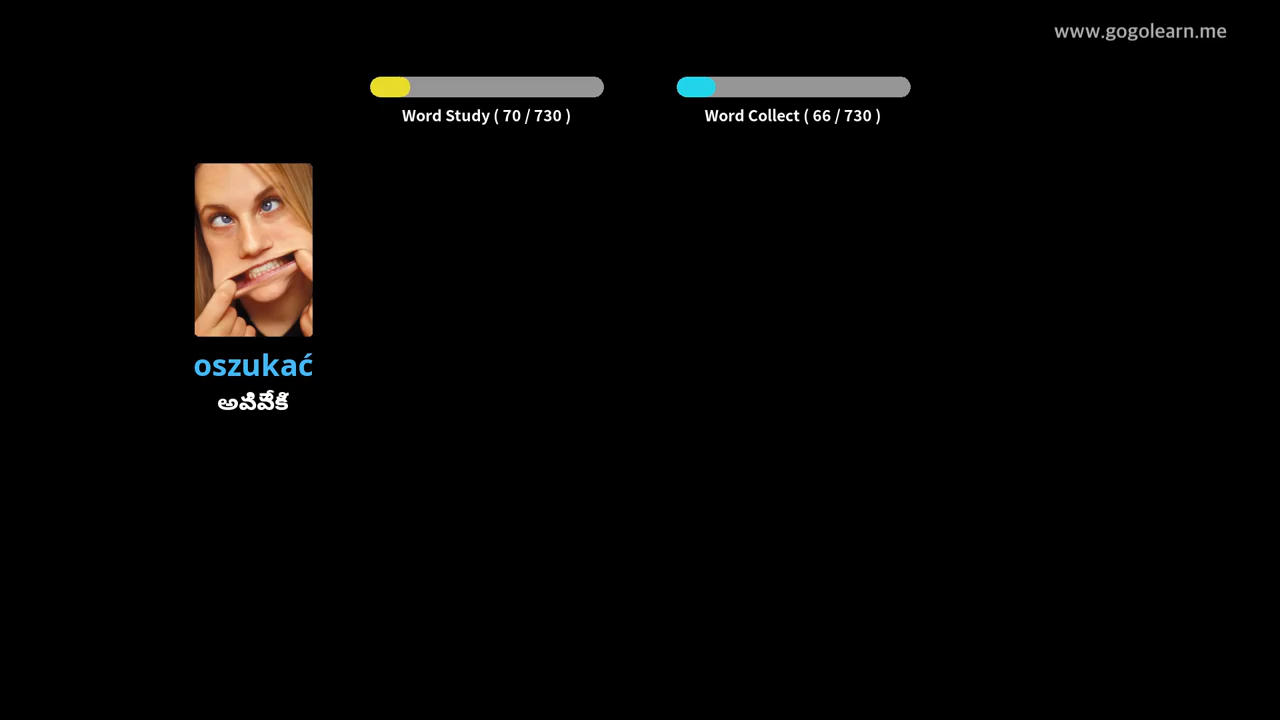 www.gogolearn.me
Word Study ( 70 / 730 )
Word Collect ( 66 / 730 )
oszukać
అవివేకి